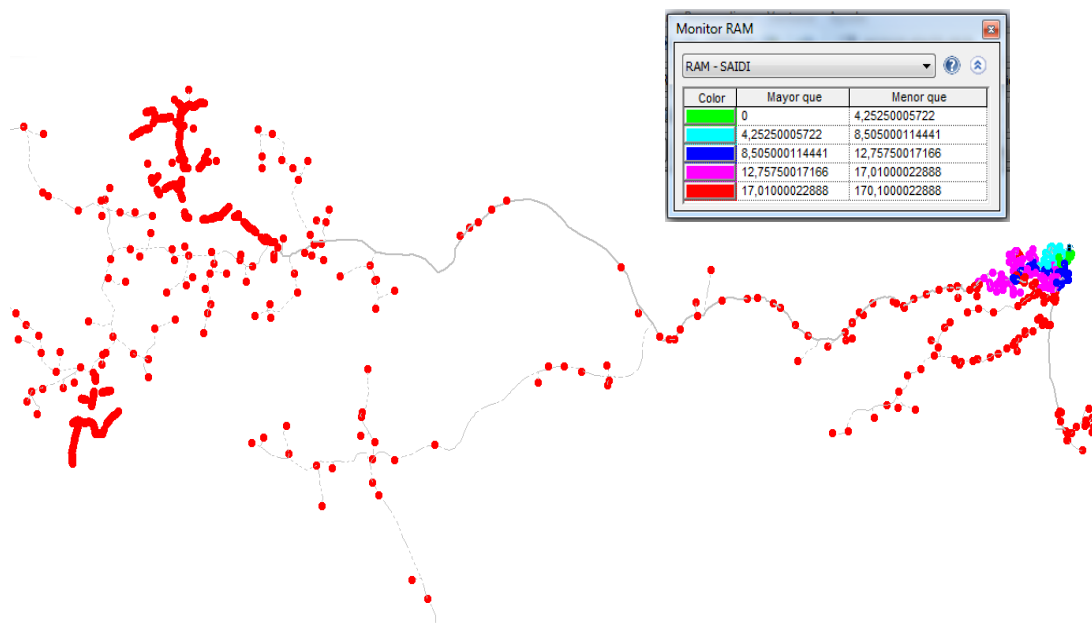 Monitor RAM
RAM - SAIDI
Color Mayor que Menor que
0 4,25250005722
4,25250005722 8,505000114441
8,505000114441 12,75750017166
12,75750017166 17,01000022888
17,01000022888 170,1000022888